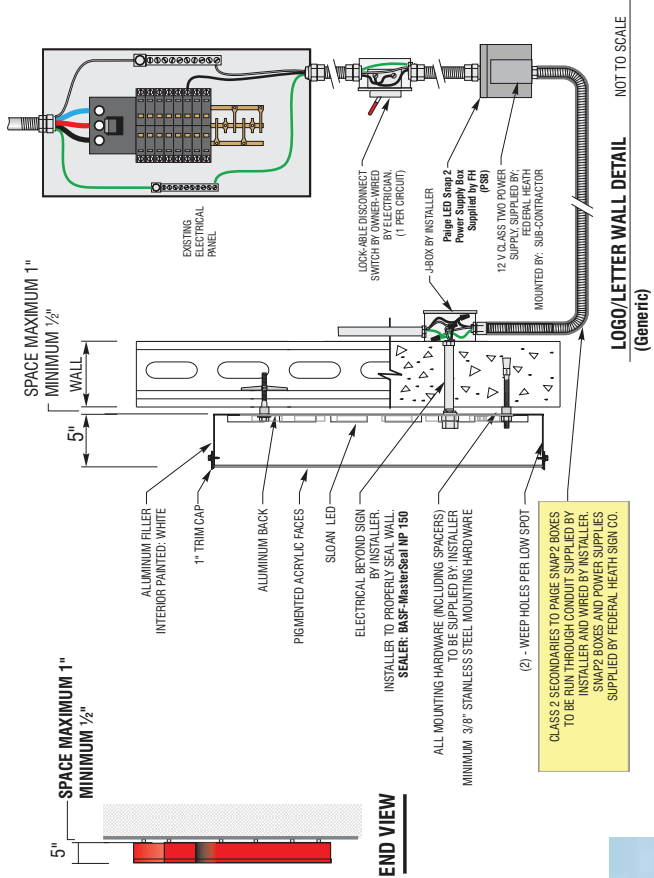 5"
SPACE MAXIMUM 1"
MINIMUM 1/2"
END VIEW
SPACE MAXIMUM 1"
MINIMUM 1/2"
5"
WALL
ALUMINUM FILLER
INTERIOR PAINTED: WHITE
1" TRIM CAP
ALUMINUM BACK
PIGMENTED ACRYLIC FACES
SLOAN LED
ELECTRICAL BEYOND SIGN
BY INSTALLER.
INSTALLER TO PROPERLY SEAL WALL.
SEALER: BASF-MasterSeal NP 150
ALL MOUNTING HARDWARE (INCLUDING SPACERS)
TO BE SUPPLIED BY: INSTALLER
MINIMUM 3/8" STAINLESS STEEL MOUNTING HARDWARE
(2) - WEEP HOLES PER LOW SPOT
CLASS 2 SECONDARIES TO PAIGE SNAP2 BOXES
TO BE RUN THROUGH CONDUIT SUPPLIED BY
INSTALLER AND WIRED BY INSTALLER.
SNAP2 BOXES AND POWER SUPPLIES
SUPPLIED BY FEDERAL HEATH SIGN CO.
EXISTING
ELECTRICAL
PANEL
LOCK-ABLE DISCONNECT
SWITCH BY OWNER-WIRED
BY ELECTRICIAN.
(1 PER CIRCUIT)
J-BOX BY INSTALLER
Paige LED Snap 2
Power Supply Box
Supplied by FH
(PSB)
12 V CLASS TWO POWER
SUPPLY, SUPPLIED BY:
FEDERAL HEATH
MOUNTED BY: SUB-CONTRACTOR
LOGO/LETTER WALL DETAIL
NOT TO SCALE
(Generic)